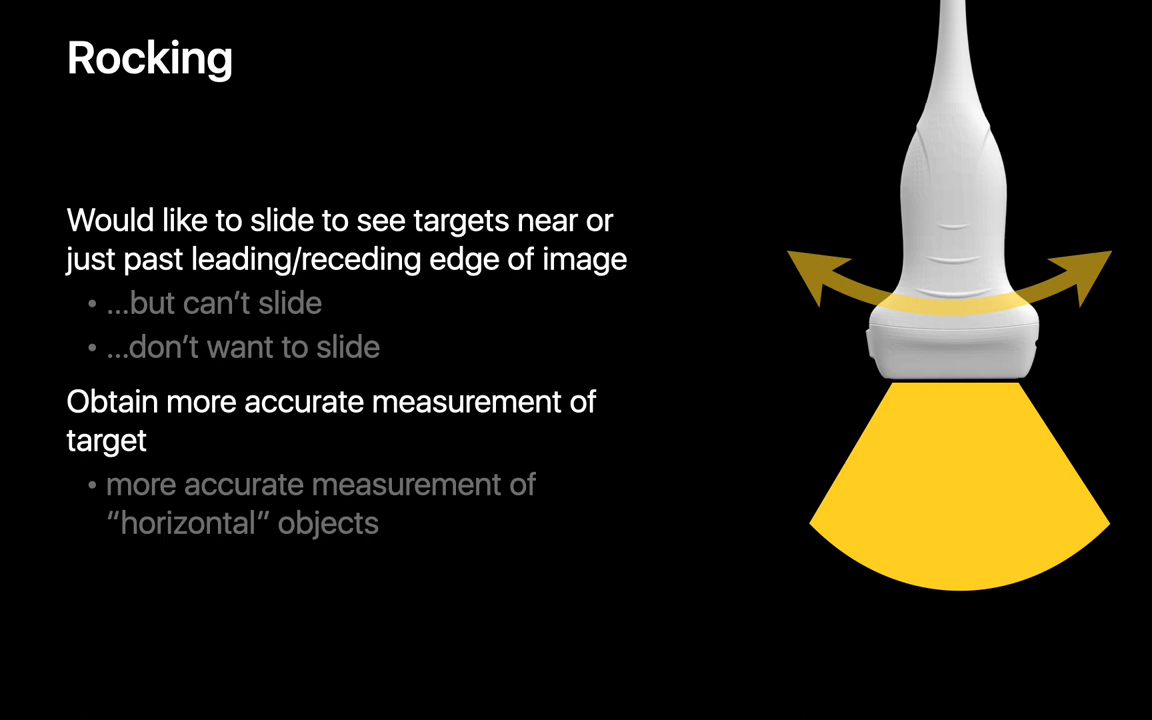 Rocking
Would like to slide to see targets near or
just past leading/receding edge of image
• ...but can’t slide
• ...don’t want to slide
Obtain more accurate measurement of
target
• more accurate measurement of
“horizontal” objects